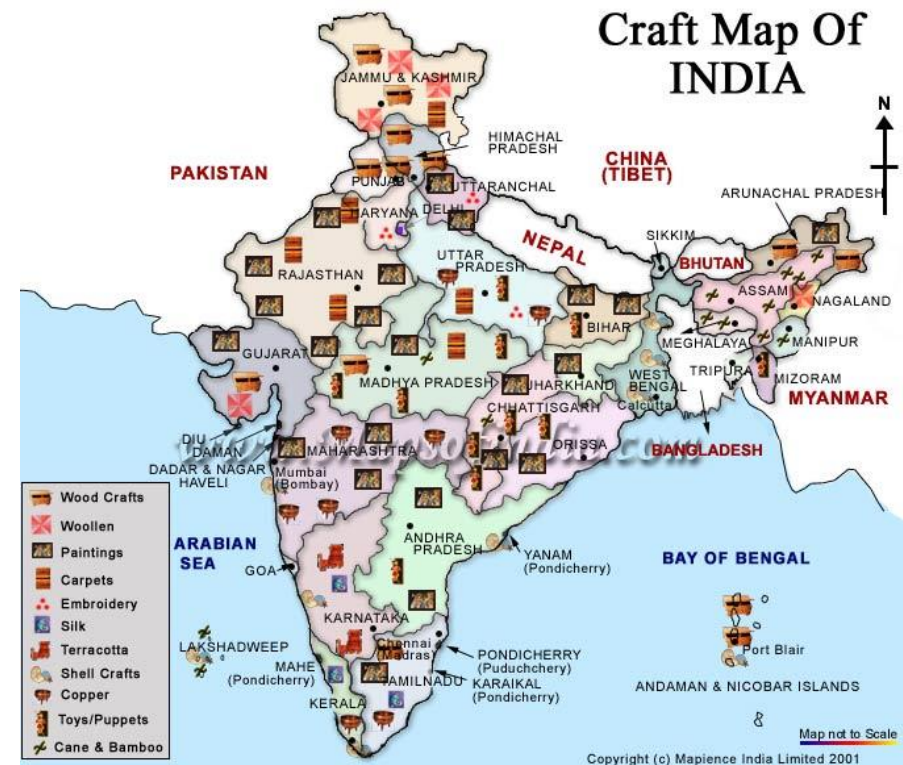 Craft Map Of
INDIA
N
JAMMU & KASHMIR
HIMACHAL
PRADESH
PAKISTAN
CHINA
(TIBET)
PUNJAB
UTTARANCHAL
ARUNACHAL PRADESH
HARYANA
DELHI
NEPAL
SIKKIM
BHUTAN
UTTAR
PRADESH
RAJASTHAN
ASSAM
NAGALAND
BIHAR
MEGHALAYA
MANIPUR
GUJARAT
TRIPURA
MIZORAM
MADHYA PRADESH
JHARKHAND
WEST
BENGAL
Calcutta
MYANMAR
CHHATTISGARH
DIU
DAMAN
MAHARASHTRA
ORISSA
BANGLADESH
DADAR & NAGAR
HAVELI
Mumbai
(Bombay)
Wood Crafts
Woollen
Paintings
Carpets
Embroidery
Silk
Terracotta
Shell Crafts
Copper
Toys/Puppets
Cane & Bamboo
ARABIAN
SEA
ANDHRA
PRADESH
YANAM
(Pondicherry)
BAY OF BENGAL
GOA
KARNATAKA
LAKSHADWEEP
Chennai
(Madras)
MAHE
(Pondicherry)
PONDICHERRY
(Puduchchery)
TAMILNADU
KARAIKAL
(Pondicherry)
Port Blair
KERALA
ANDAMAN & NICOBAR ISLANDS
Map not to Scale
Copyright (c) Mapience India Limited 2001